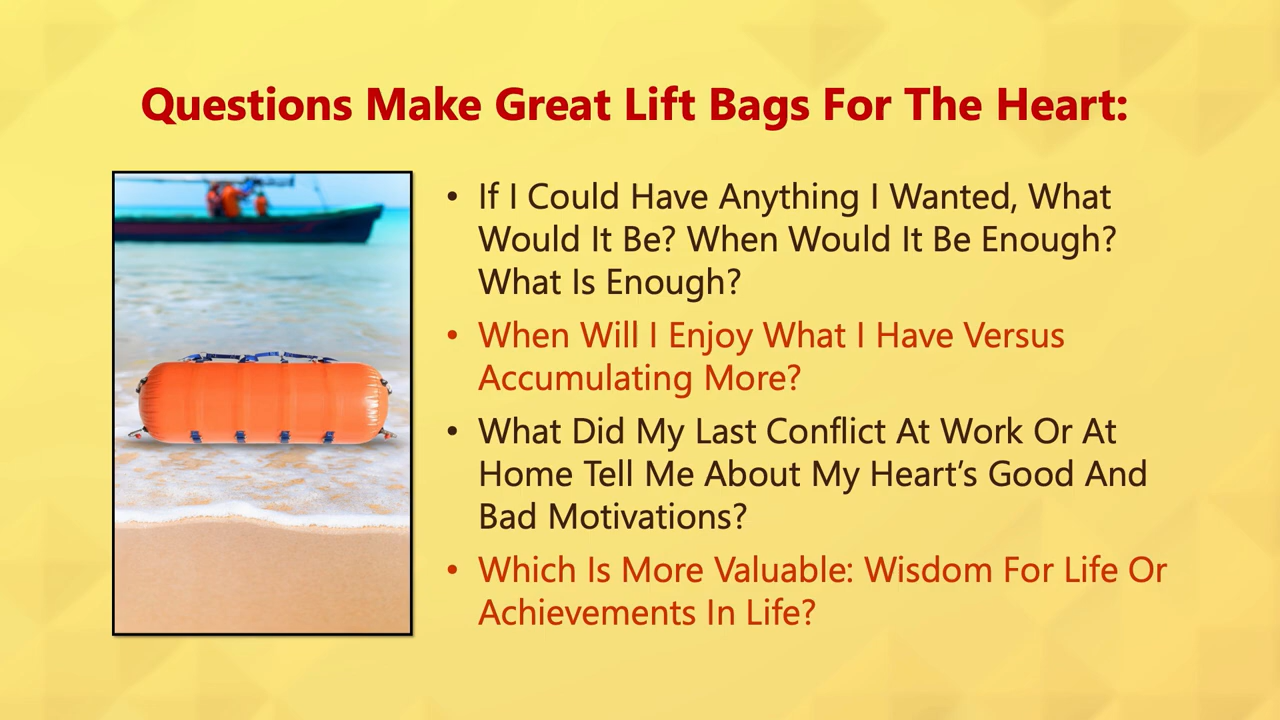 Questions Make Great Lift Bags For The Heart:
• If I Could Have Anything I Wanted, What
Would It Be? When Would It Be Enough?
What Is Enough?
• When Will I Enjoy What I Have Versus
Accumulating More?
• What Did My Last Conflict At Work Or At
Home Tell Me About My Heart’s Good And
Bad Motivations?
• Which Is More Valuable: Wisdom For Life Or
Achievements In Life?